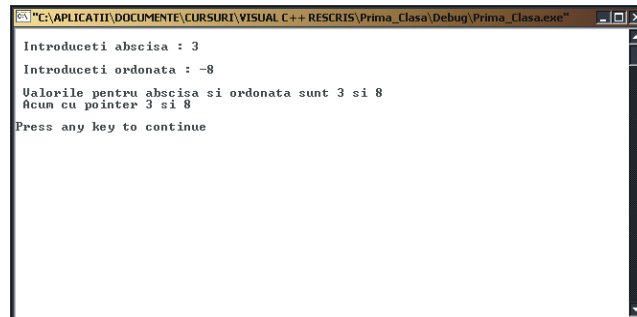 "C:\APLICATII\DOCUMENTE\CURSURI\VISUAL C++ RESCRIS\Prima_Clasa\Debug\Prima_Clasa.exe"
Introduceti abscisa : 3
Introduceti ordonata : -8
Valorile pentru abscisa si ordonata sunt 3 si 8
Acum cu pointer 3 si 8
Press any key to continue